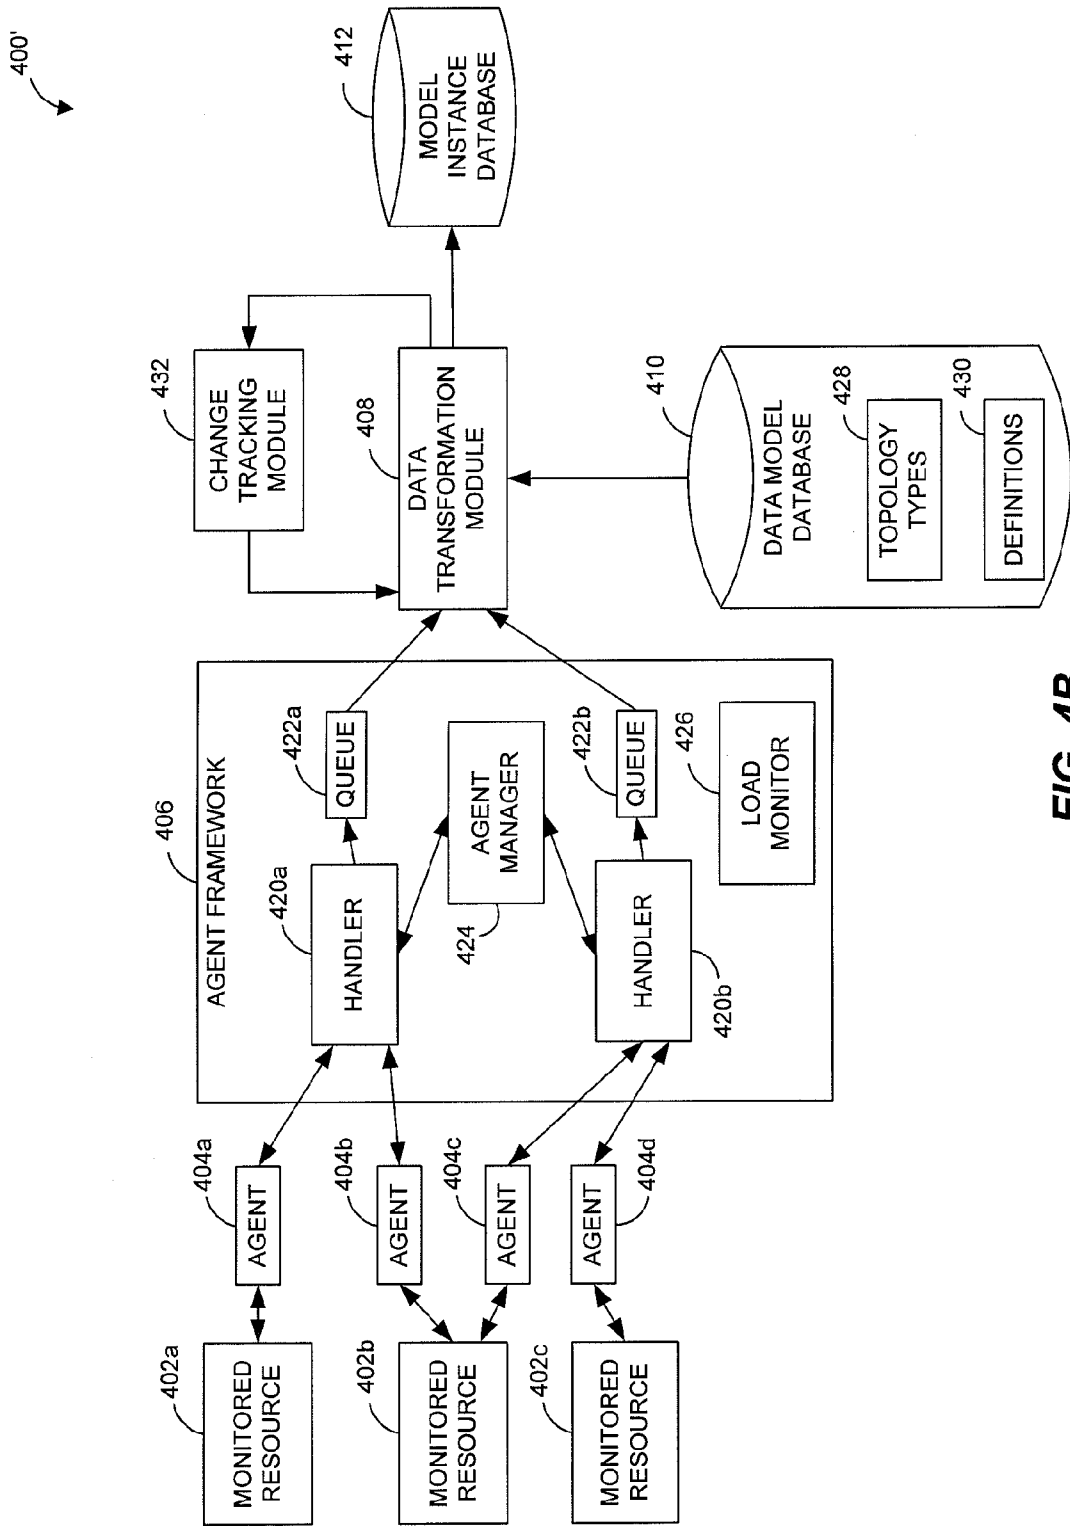 400'
402a
MONITORED
RESOURCE
402b
MONITORED
RESOURCE
402c
MONITORED
RESOURCE
404a
AGENT
404b
AGENT
404c
AGENT
404d
AGENT
406
AGENT FRAMEWORK
420a
HANDLER
422a
QUEUE
AGENT
MANAGER
424
HANDLER
420b
422b
QUEUE
426
LOAD
MONITOR
432
CHANGE
TRACKING
MODULE
408
DATA
TRANSFORMATION
MODULE
410
DATA MODEL
DATABASE
428
TOPOLOGY
TYPES
430
DEFINITIONS
412
MODEL
INSTANCE
DATABASE
FIG. 4B